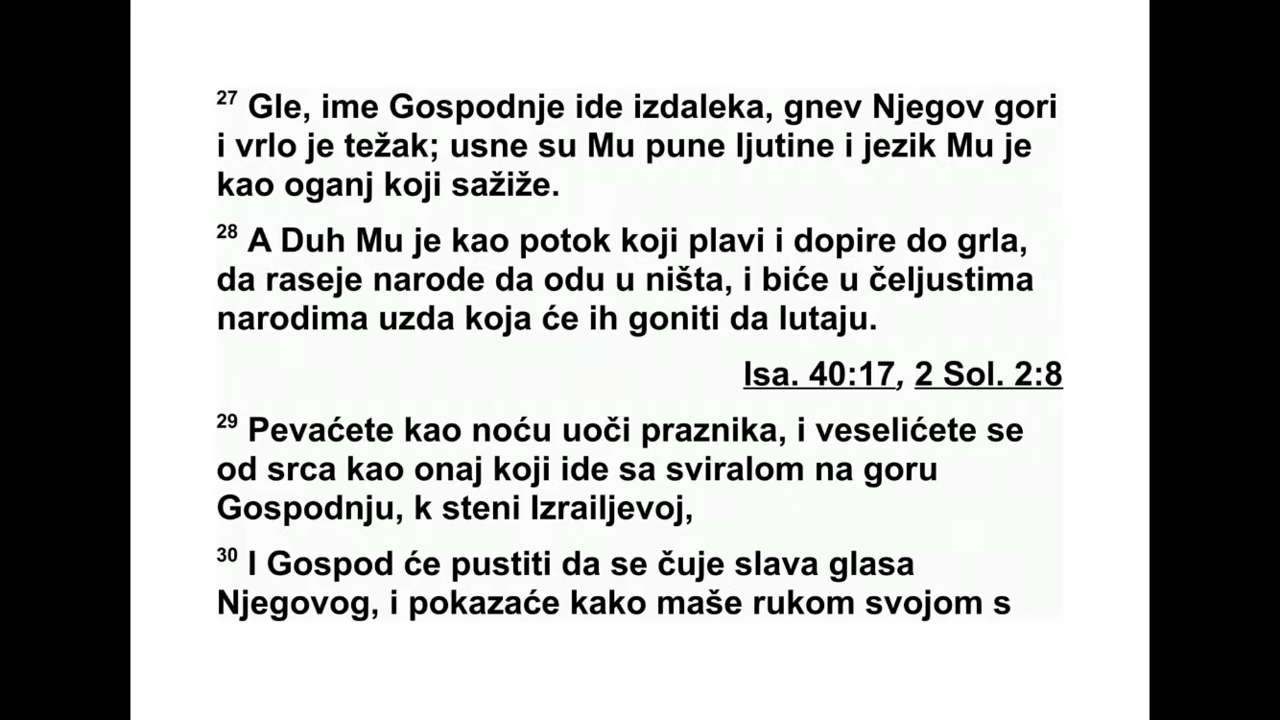 27 Gle, ime Gospodnje ide izdaleka, gnev Njegov gori
i vrlo je težak; usne su Mu pune ljutine i jezik Mu je
kao oganj koji sažiže.
28 A Duh Mu je kao potok koji plavi i dopire do grla,
da raseje narode da odu u ništa, i biće u čeljustima
narodima uzda koja će ih goniti da lutaju.
Isa. 40:17, 2 Sol. 2:8
29 Pevaćete kao noću uoči praznika, i veselićete se
od srca kao onaj koji ide sa sviralom na goru
Gospodnju, k steni Izrailjevoj,
30 I Gospod će pustiti da se čuje slava glasa
Njegovog, i pokazaće kako maše rukom svojom s